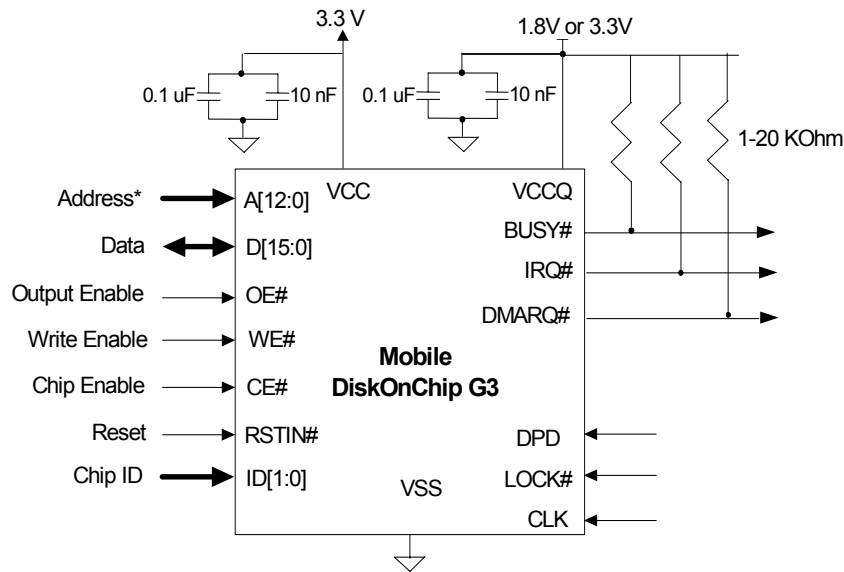 3.3 V
1.8V or 3.3V
0.1 uF
10 nF
0.1 uF
10 nF
1-20 KOhm
VCC
VCCQ
Address*
A[12:0]
BUSY#
Data
D[15:0]
IRQ#
Output Enable
OE#
DMARQ#
Write Enable
WE#
Mobile
DiskOnChip G3
Chip Enable
CE#
Reset
RSTIN#
DPD
Chip ID
ID[1:0]
VSS
LOCK#
CLK